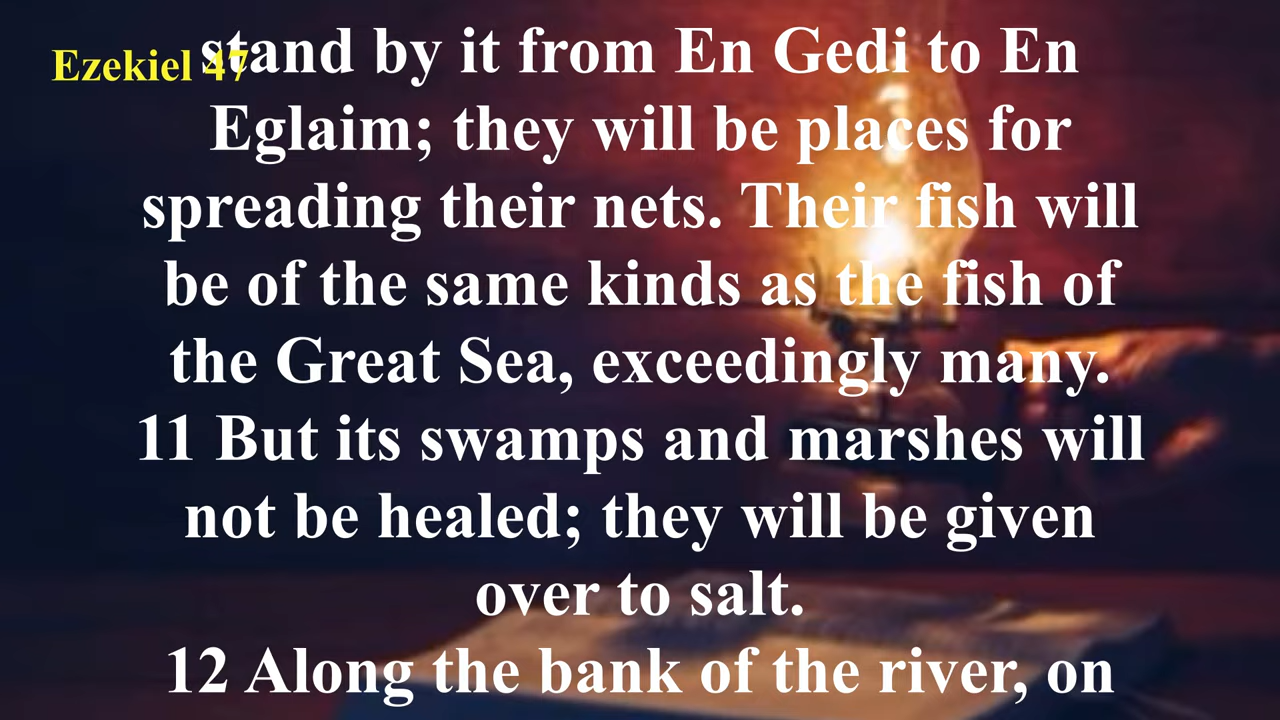 Ezekiel 47
stand by it from En Gedi to En
Eglaim; they will be places for
spreading their nets. Their fish will
be of the same kinds as the fish of
the Great Sea, exceedingly many.
11 But its swamps and marshes will
not be healed; they will be given
over to salt.
12 Along the bank of the river, on